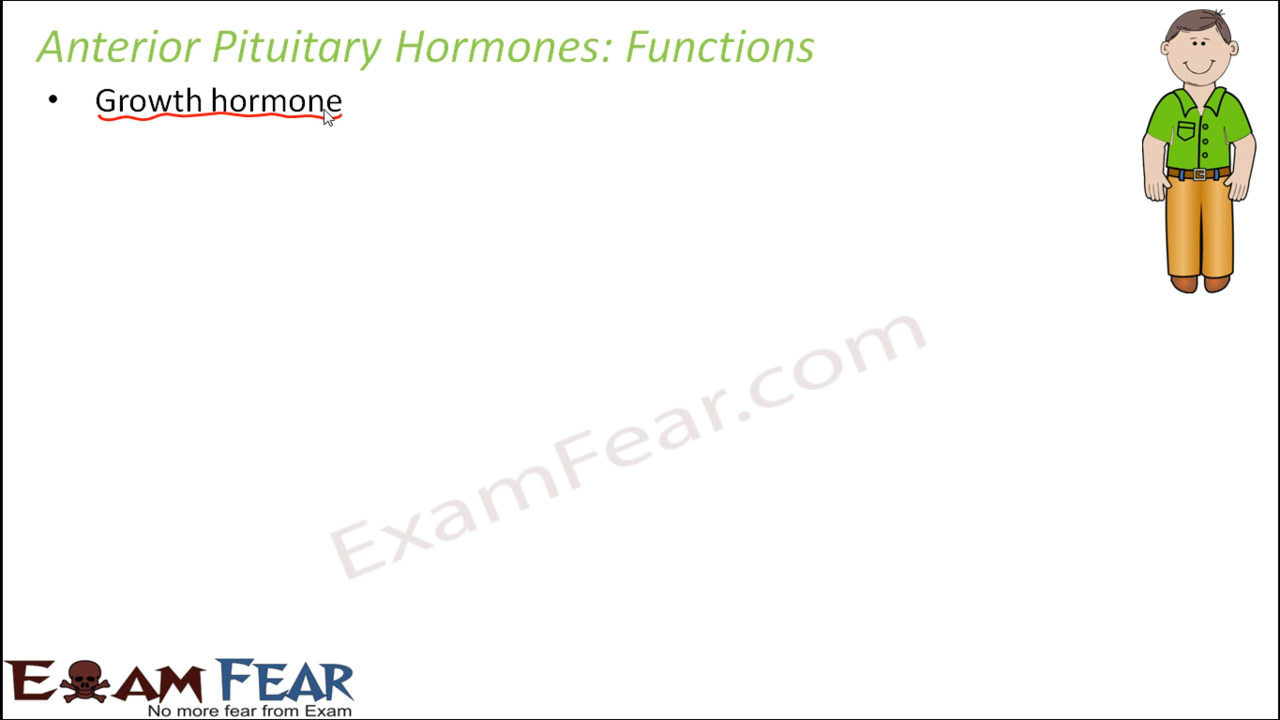 Anterior Pituitary Hormones: Functions
• Growth hormone
ExamFear.com
EXAM FEAR
No more fear from Exam